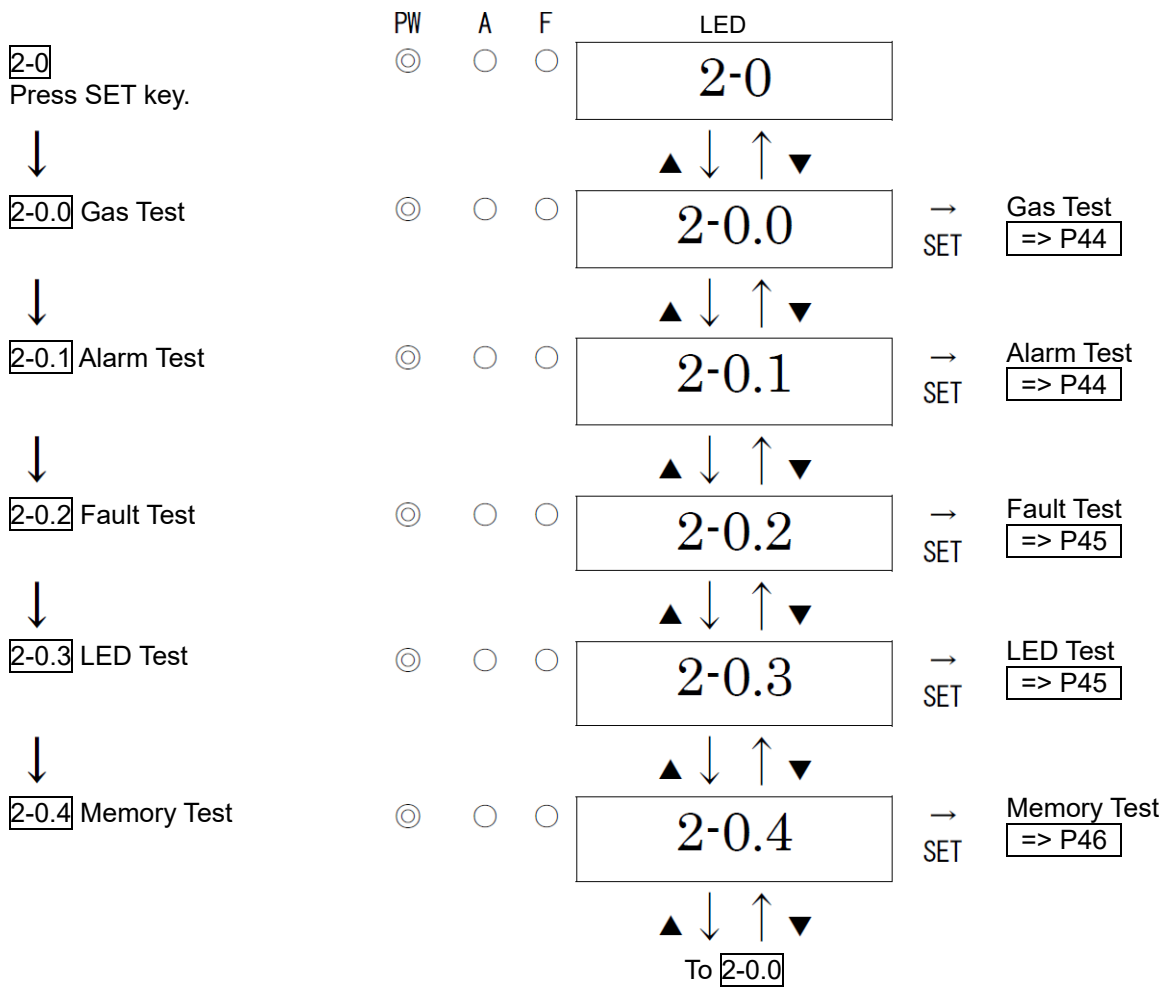 PW A F LED
2-0 ◎ ○ ○ 2-0
Press SET key.
↓ ▲ ↓ ↑ ▼
2-0.0 Gas Test ◎ ○ ○ 2-0.0 → Gas Test
SET => P44
↓ ▲ ↓ ↑ ▼
2-0.1 Alarm Test ◎ ○ ○ 2-0.1 → Alarm Test
SET => P44
↓ ▲ ↓ ↑ ▼
2-0.2 Fault Test ◎ ○ ○ 2-0.2 → Fault Test
SET => P45
↓ ▲ ↓ ↑ ▼
2-0.3 LED Test ◎ ○ ○ 2-0.3 → LED Test
SET => P45
↓ ▲ ↓ ↑ ▼
2-0.4 Memory Test ◎ ○ ○ 2-0.4 → Memory Test
SET => P46
▲ ↓ ↑ ▼
To 2-0.0